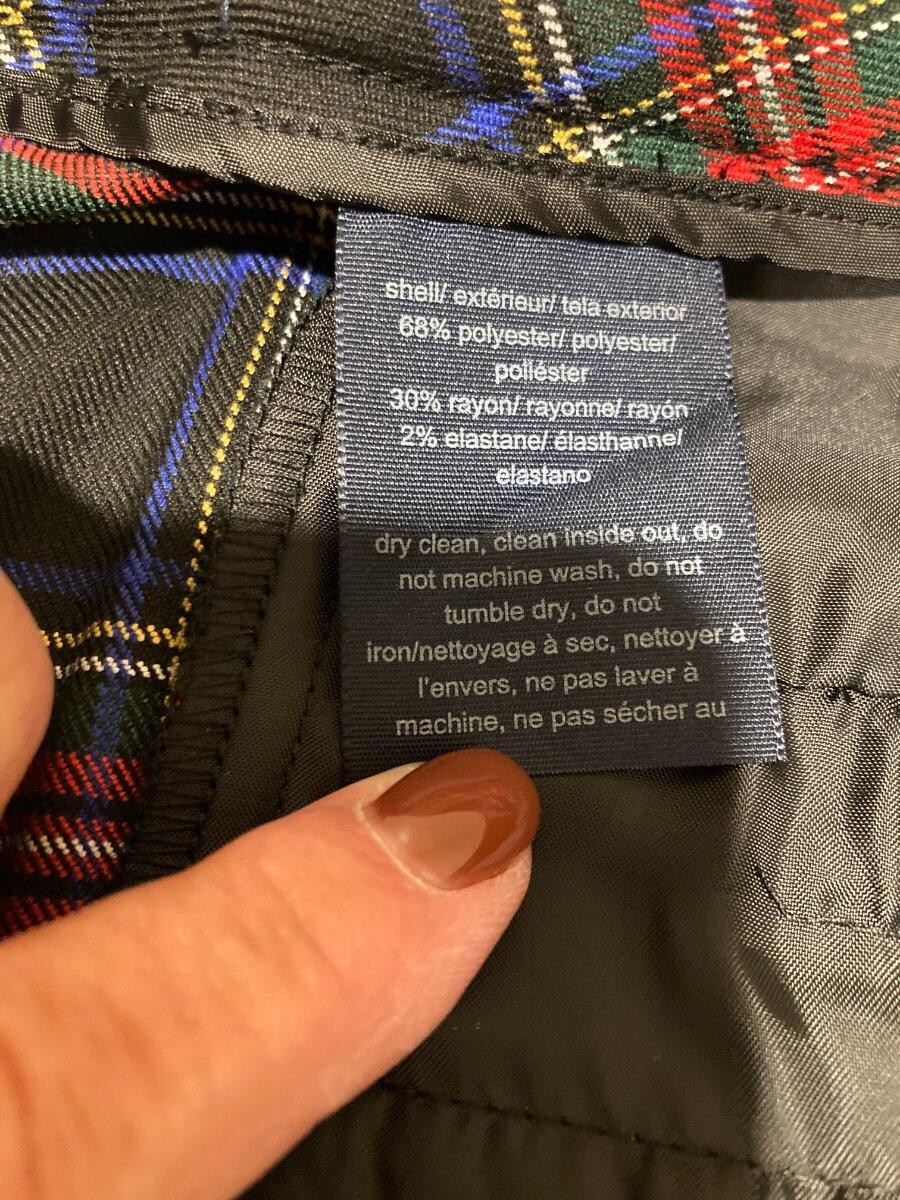 shell/ extérieur/ tela exterior
68% polyester/ polyester/
poliéster
30% rayon/ rayonne/ rayón
2% elastane/ élasthanne/
elastano
dry clean, clean inside out, do
not machine wash, do not
tumble dry, do not
iron/nettoyage à sec, nettoyer à
l'envers, ne pas laver à
machine, ne pas sécher au